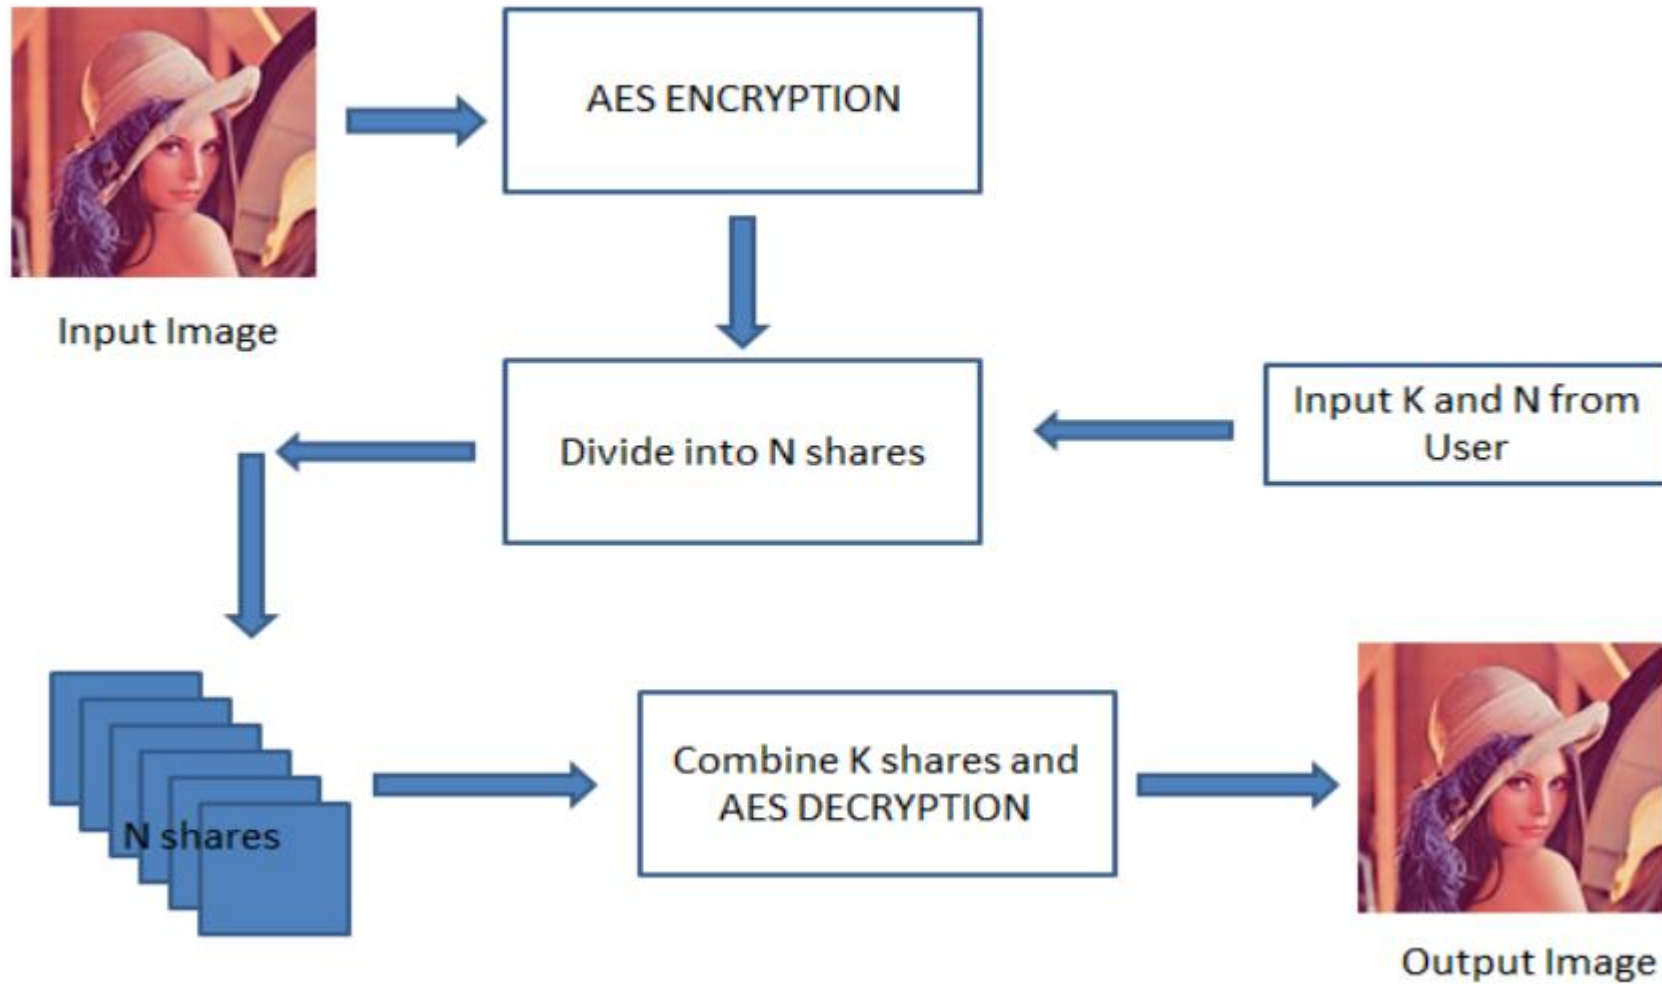 AES ENCRYPTION
Input Image
Divide into N shares
Input K and N from
User
N shares
Combine K shares and
AES DECRYPTION
Output Image